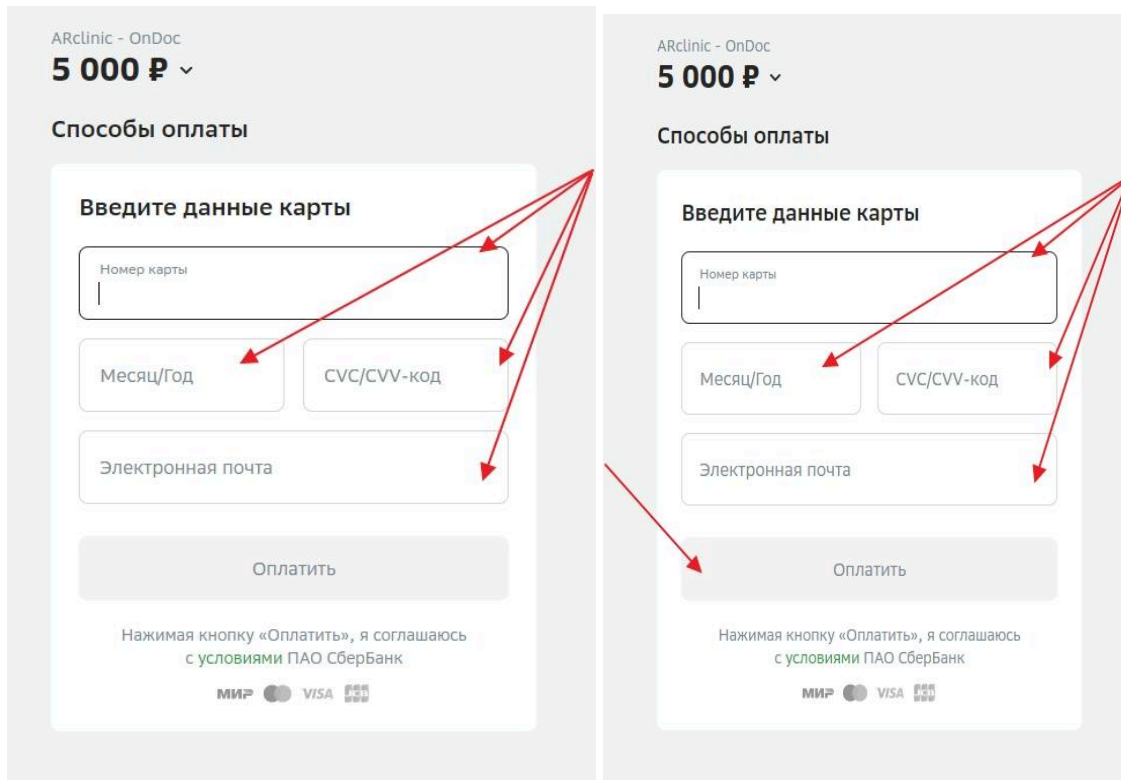 ARclinic - OnDoc
5 000 ₽
Способы оплаты
Введите данные карты
Номер карты
Месяц/Год
CVC/CVV-код
Электронная почта
Оплатить
Нажимая кнопку «Оплатить», я соглашаюсь
с условиями ПАО СберБанк
МИР VISA JCB
ARclinic - OnDoc
5 000 ₽
Способы оплаты
Введите данные карты
Номер карты
Месяц/Год
CVC/CVV-код
Электронная почта
Оплатить
Нажимая кнопку «Оплатить», я соглашаюсь
с условиями ПАО СберБанк
МИР VISA JCB